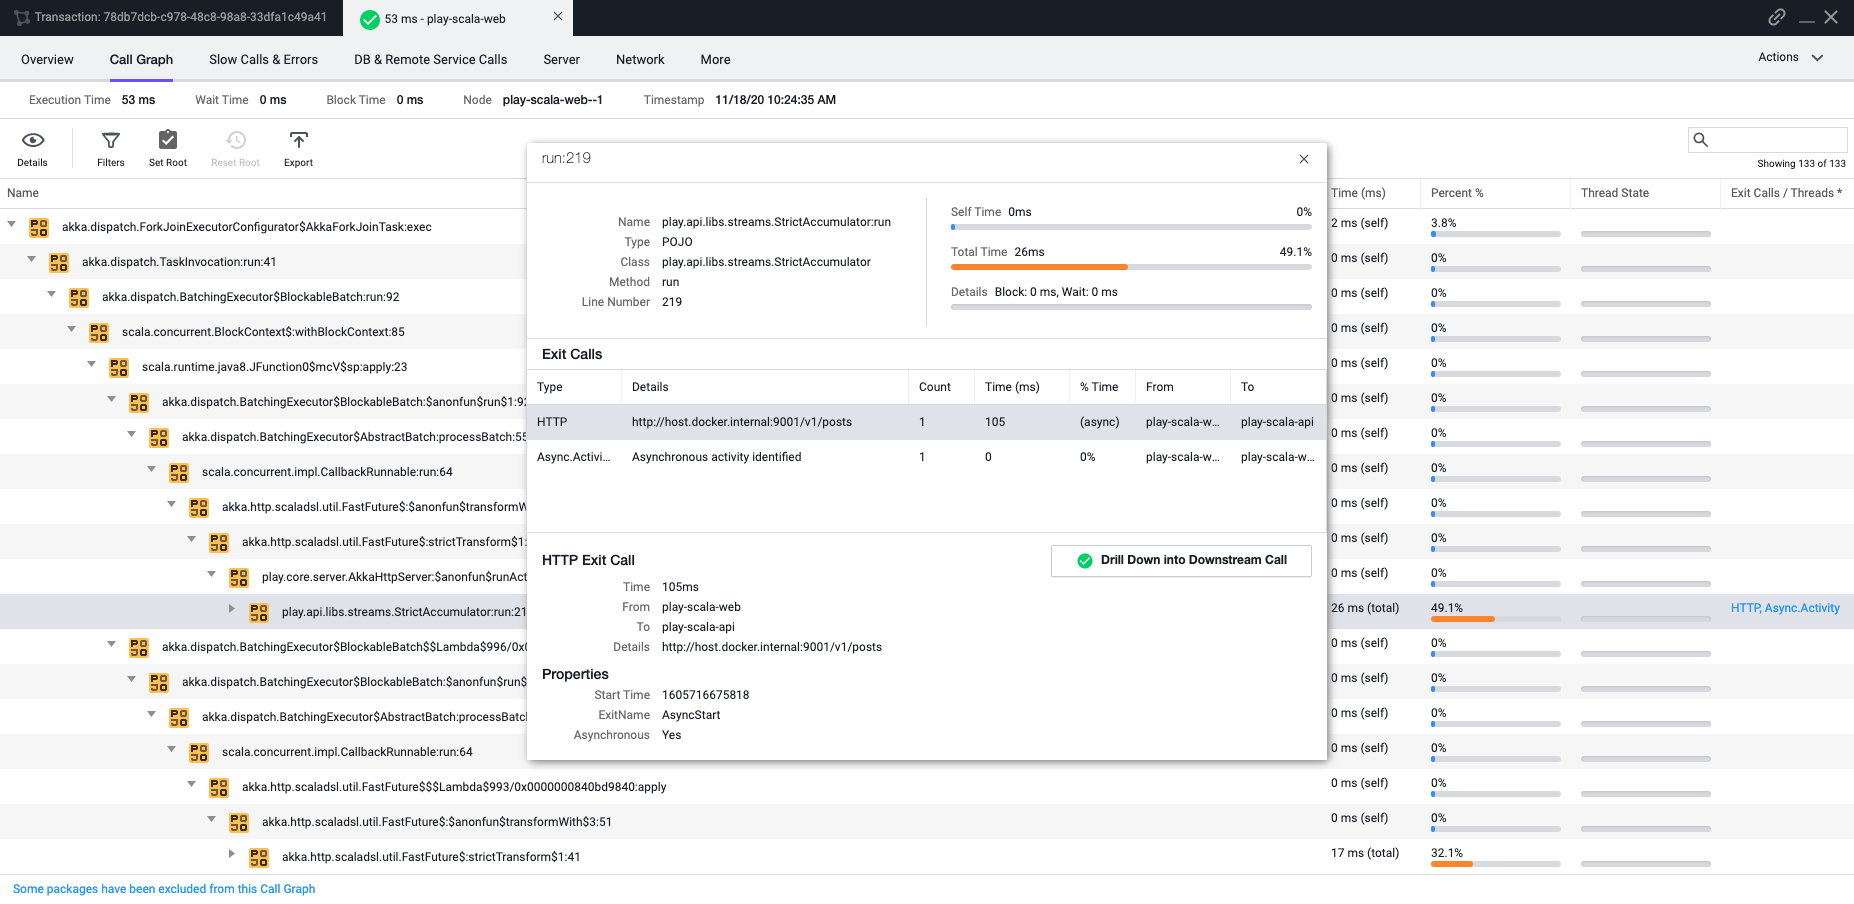 Transaction: 78db7dcb-c978-48c8-98a8-33dfa1c49a41
53 ms - play-scala-web
Overview
Call Graph
Slow Calls & Errors
DB & Remote Service Calls
Server
Network
More
Actions
Execution Time 53 ms
Wait Time 0 ms
Block Time 0 ms
Node play-scala-web--1
Timestamp 11/18/20 10:24:35 AM
Details
Filters
Set Root
Reset Root
Export
Showing 133 of 133
Name
Time (ms)
Percent %
Thread State
Exit Calls / Threads *
akka.dispatch.ForkJoinExecutorConfigurator$AkkaForkJoinTask:exec
2 ms (self) 3.8%
akka.dispatch.TaskInvocation:run:41
0 ms (self) 0%
akka.dispatch.BatchingExecutor$BlockableBatch:run:92
0 ms (self) 0%
scala.concurrent.BlockContext$:withBlockContext:85
0 ms (self) 0%
scala.runtime.java8.JFunction0$mcV$sp:apply:23
0 ms (self) 0%
akka.dispatch.BatchingExecutor$BlockableBatch:$anonfun$run$1:92
0 ms (self) 0%
akka.dispatch.BatchingExecutor$AbstractBatch:processBatch:55
0 ms (self) 0%
scala.concurrent.impl.CallbackRunnable:run:64
0 ms (self) 0%
akka.http.scaladsl.util.FastFuture$:$anonfun$transformW
0 ms (self) 0%
akka.http.scaladsl.util.FastFuture$:strictTransform$1:
0 ms (self) 0%
play.core.server.AkkaHttpServer:$anonfun$runAct
0 ms (self) 0%
play.api.libs.streams.StrictAccumulator:run:21
26 ms (total) 49.1% HTTP, Async.Activity
akka.dispatch.BatchingExecutor$BlockableBatch$$Lambda$996/0x0
0 ms (self) 0%
akka.dispatch.BatchingExecutor$BlockableBatch:$anonfun$run$
0 ms (self) 0%
akka.dispatch.BatchingExecutor$AbstractBatch:processBatc
0 ms (self) 0%
scala.concurrent.impl.CallbackRunnable:run:64
0 ms (self) 0%
akka.http.scaladsl.util.FastFuture$$$Lambda$993/0x0000000840bd9840:apply
0 ms (self) 0%
akka.http.scaladsl.util.FastFuture$:$anonfun$transformWith$3:51
0 ms (self) 0%
akka.http.scaladsl.util.FastFuture$:strictTransform$1:41
17 ms (total) 32.1%
Some packages have been excluded from this Call Graph
run:219
Name play.api.libs.streams.StrictAccumulator:run
Type POJO
Class play.api.libs.streams.StrictAccumulator
Method run
Line Number 219
Self Time 0ms 0%
Total Time 26ms 49.1%
Details Block: 0 ms, Wait: 0 ms
Exit Calls
Type Details Count Time (ms) % Time From To
HTTP http://host.docker.internal:9001/v1/posts 1 105 (async) play-scala-w... play-scala-api
Async.Activi... Asynchronous activity identified 1 0 0% play-scala-w... play-scala-w...
HTTP Exit Call
Drill Down into Downstream Call
Time 105ms
From play-scala-web
To play-scala-api
Details http://host.docker.internal:9001/v1/posts
Properties
Start Time 1605716675818
ExitName AsyncStart
Asynchronous Yes